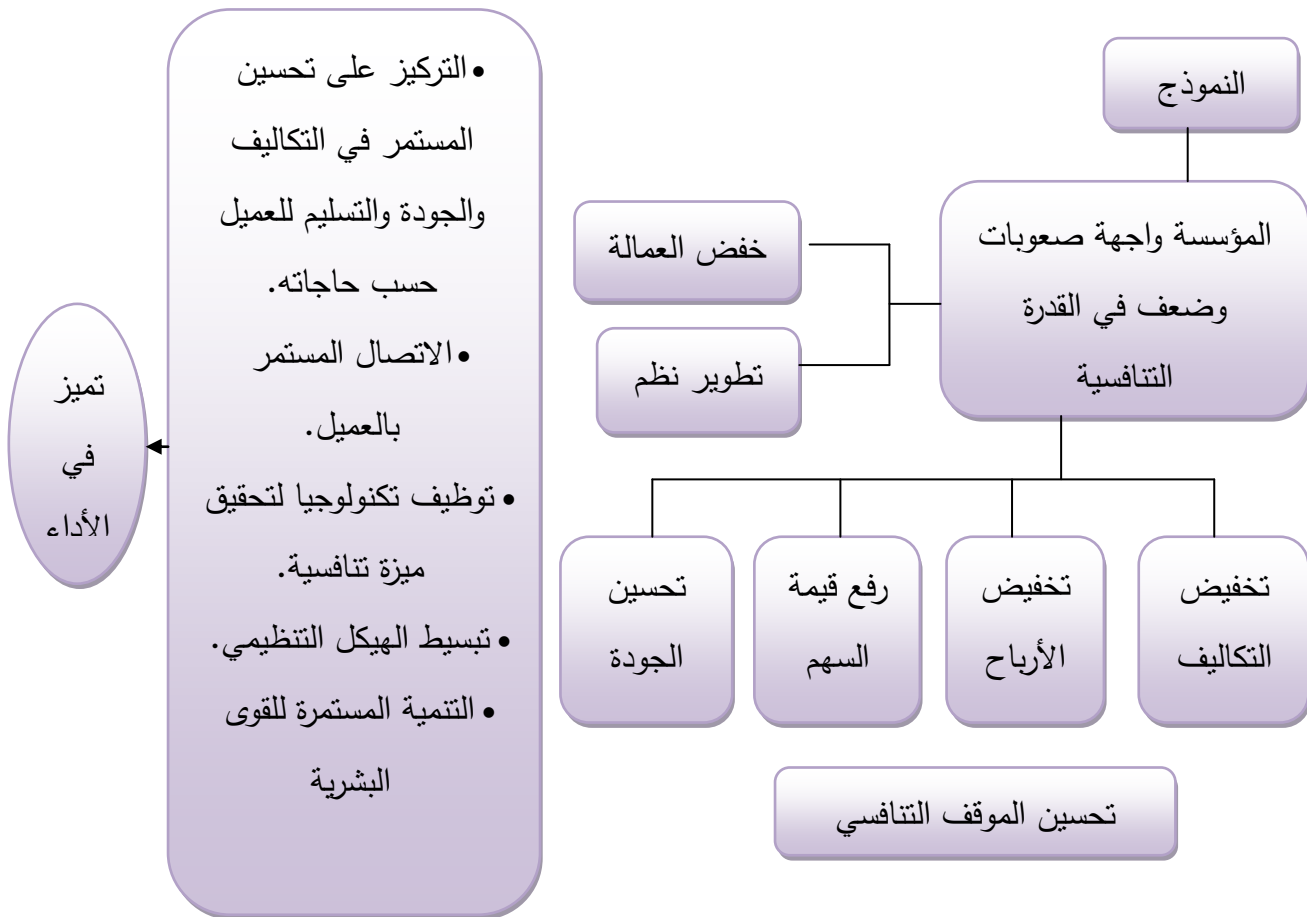 النموذج
المؤسسة واجهة صعوبات
وضعف في القدرة
التنافسية
خفض العمالة
تطوير نظم
تخفيض
التكاليف
تخفيض
الأرباح
رفع قيمة
السهم
تحسين
الجودة
تحسين الموقف التنافسي
• التركيز على تحسين
المستمر في التكاليف
والجودة والتسليم للعميل
حسب حاجاته.
• الاتصال المستمر
بالعميل.
• توظيف تكنولوجيا لتحقيق
ميزة تنافسية.
• تبسيط الهيكل التنظيمي.
• التنمية المستمرة للقوى
البشرية
تميز
في
الأداء